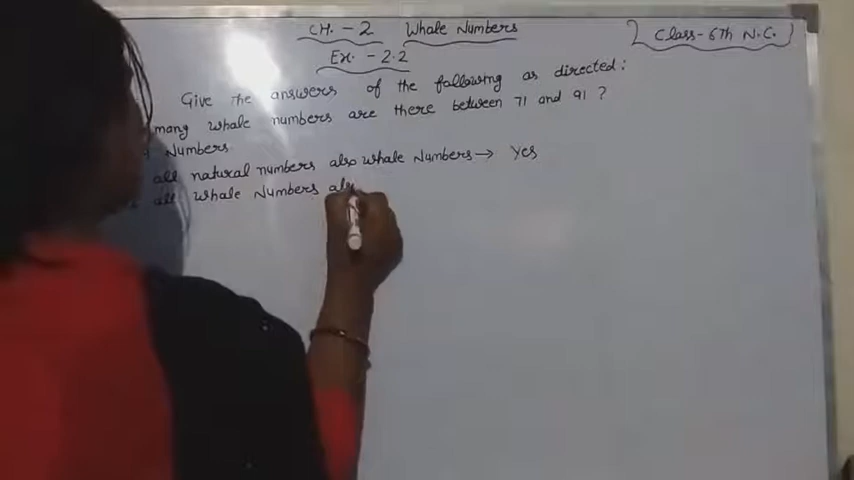 CH. - 2 Whale Numbers
Class - 6th N.C.
Ex. - 2.2
Give the answers of the following as directed :
many whale numbers are there between 71 and 91 ?
Numbers
all natural numbers also whale Numbers → Yes
all whale Numbers als